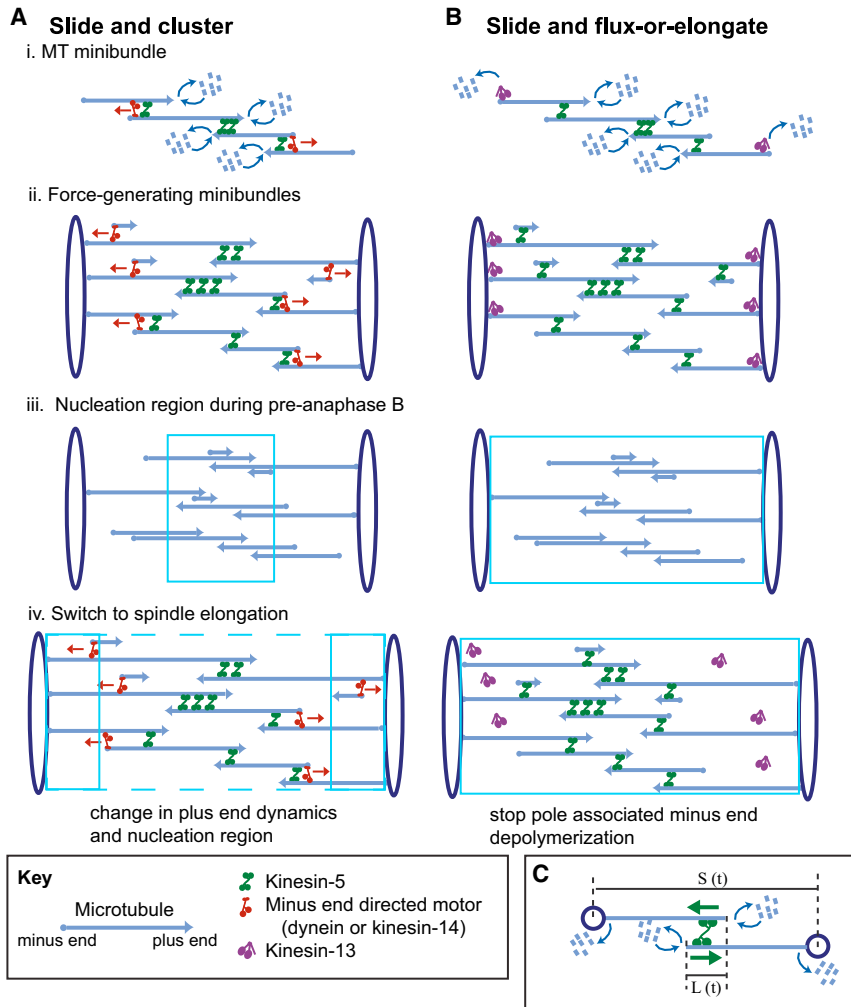 A
Slide and cluster
B
Slide and flux-or-elongate
i. MT minibundle
ii. Force-generating minibundles
iii. Nucleation region during pre-anaphase B
iv. Switch to spindle elongation
change in plus end dynamics
and nucleation region
stop pole associated minus end
depolymerization
Key
Microtubule
minus end
plus end
Kinesin-5
Minus end directed motor
(dynein or kinesin-14)
Kinesin-13
C
S (t)
L (t)